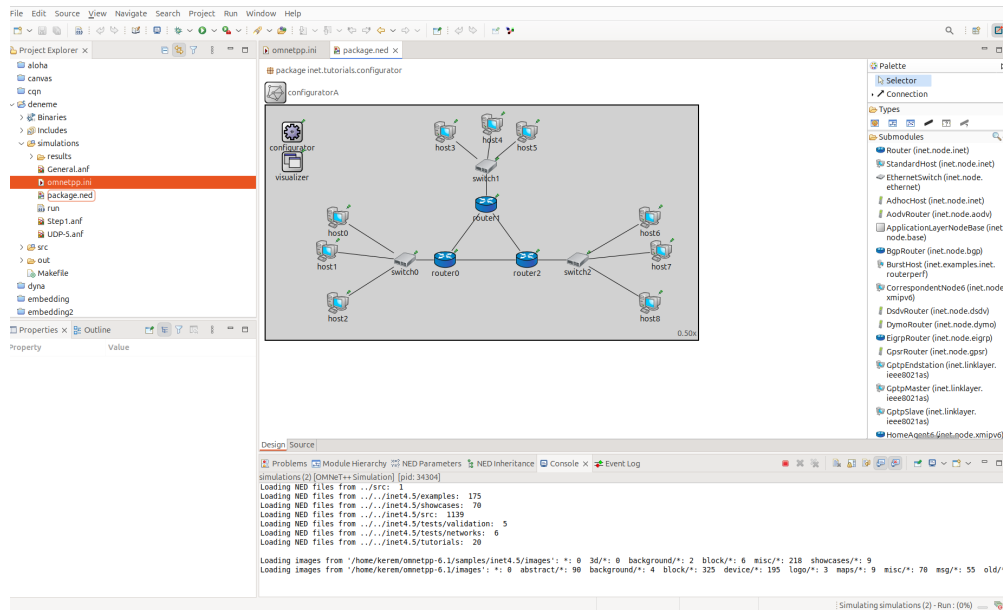 File Edit Source View Navigate Search Project Run Window Help
Project Explorer
aloha
canvas
cqn
deneme
Binaries
Includes
simulations
results
General.anf
omnetpp.ini
package.ned
run
Step1.anf
UDP-5.anf
src
out
Makefile
dyna
embedding
embedding2
Properties Outline
Property Value
omnetpp.ini package.ned
package inet.tutorials.configurator
configuratorA
configurator
visualizer
host3
host4
host5
switch1
router1
host0
host1
host2
switch0
router0
router2
switch2
host6
host7
host8
0.50x
Design Source
Palette
Selector
Connection
Types
Submodules
Router (inet.node.inet)
StandardHost (inet.node.inet)
EthernetSwitch (inet.node.
ethernet)
AdhocHost (inet.node.inet)
AodvRouter (inet.node.aodv)
ApplicationLayerNodeBase (inet
node.base)
BgpRouter (inet.node.bgp)
BurstHost (inet.examples.inet.
routerperf)
CorrespondentNode6 (inet.node
xmipv6)
DsdvRouter (inet.node.dsdv)
DymoRouter (inet.node.dymo)
EigrpRouter (inet.node.eigrp)
GpsrRouter (inet.node.gpsr)
GptpEndstation (inet.linklayer.
ieee8021as)
GptpMaster (inet.linklayer.
ieee8021as)
GptpSlave (inet.linklayer.
ieee8021as)
HomeAgent6 (inet.node.xmipv6)
Problems Module Hierarchy NED Parameters NED Inheritance Console Event Log
simulations (2) [OMNeT++ Simulation] [pid: 34304]
Loading NED files from ../src: 1
Loading NED files from ../../inet4.5/examples: 175
Loading NED files from ../../inet4.5/showcases: 70
Loading NED files from ../../inet4.5/src: 1139
Loading NED files from ../../inet4.5/tests/validation: 5
Loading NED files from ../../inet4.5/tests/networks: 6
Loading NED files from ../../inet4.5/tutorials: 20
Loading images from '/home/kerem/omnetpp-6.1/samples/inet4.5/images': *: 0 3d/*: 0 background/*: 2 block/*: 6 misc/*: 218 showcases/*: 9
Loading images from '/home/kerem/omnetpp-6.1/images': *: 0 abstract/*: 90 background/*: 4 block/*: 325 device/*: 195 logo/*: 3 maps/*: 9 misc/*: 70 msg/*: 55 old/*
Simulating simulations (2) - Run : (0%)